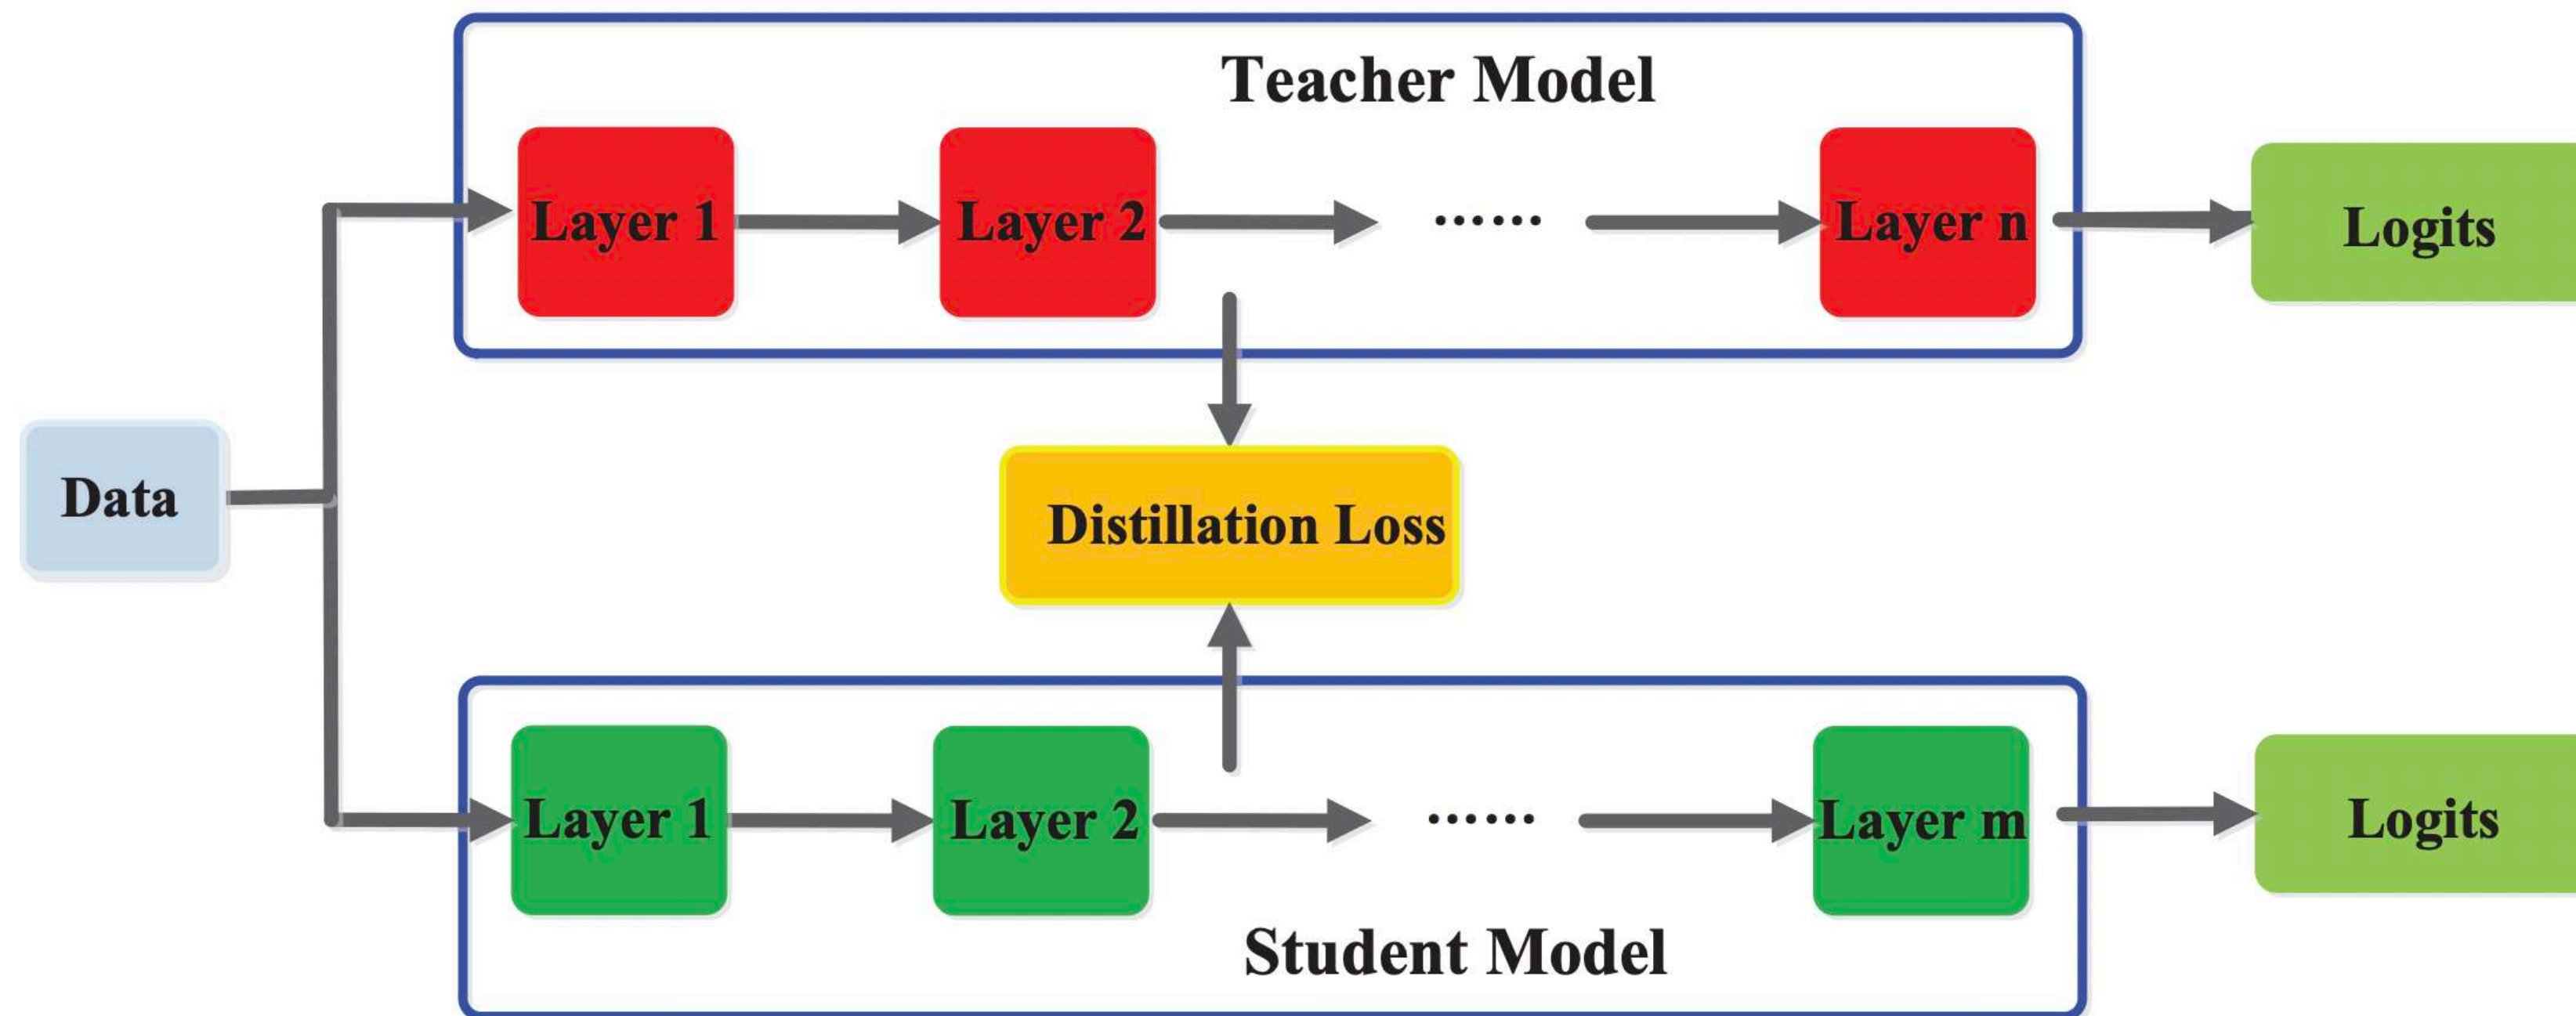 Teacher Model
Layer 1
Layer 2
......
Layer n
Logits
Data
Distillation Loss
Layer 1
Layer 2
......
Layer m
Logits
Student Model